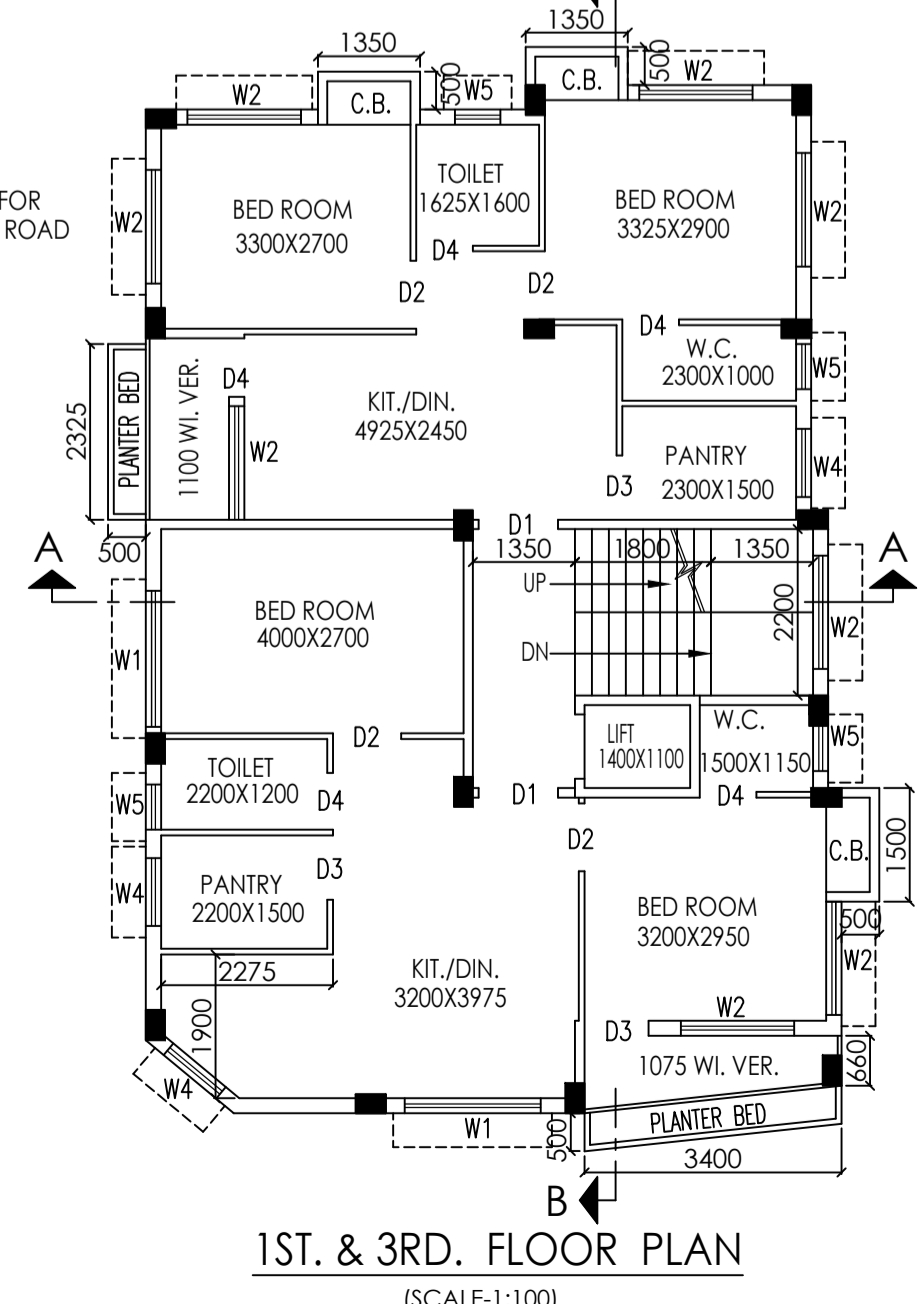 1350
1350
500
500
W2
C.B.
W5
C.B.
W2
FOR
ROAD
W2
BED ROOM
3300X2700
TOILET
1625X1600
BED ROOM
3325X2900
W2
D4
D2
D2
D4
W.C.
2300X1000
W5
2325
PLANTER BED
1100 WI. VER.
D4
W2
KIT./DIN.
4925X2450
PANTRY
2300X1500
W4
D3
500
D1
A
1350
1800
1350
A
UP
DN
2200
W2
BED ROOM
4000X2700
W1
D2
LIFT
1400X1100
W.C.
1500X1150
W5
TOILET
2200X1200
W5
D4
D1
D4
D2
C.B.
1500
D3
W4
PANTRY
2200X1500
BED ROOM
3200X2950
500
W2
2275
1900
KIT./DIN.
3200X3975
W2
D3
1075 WI. VER.
660
W4
W1
500
PLANTER BED
3400
B
1ST. & 3RD. FLOOR PLAN
(SCALE-1:100)